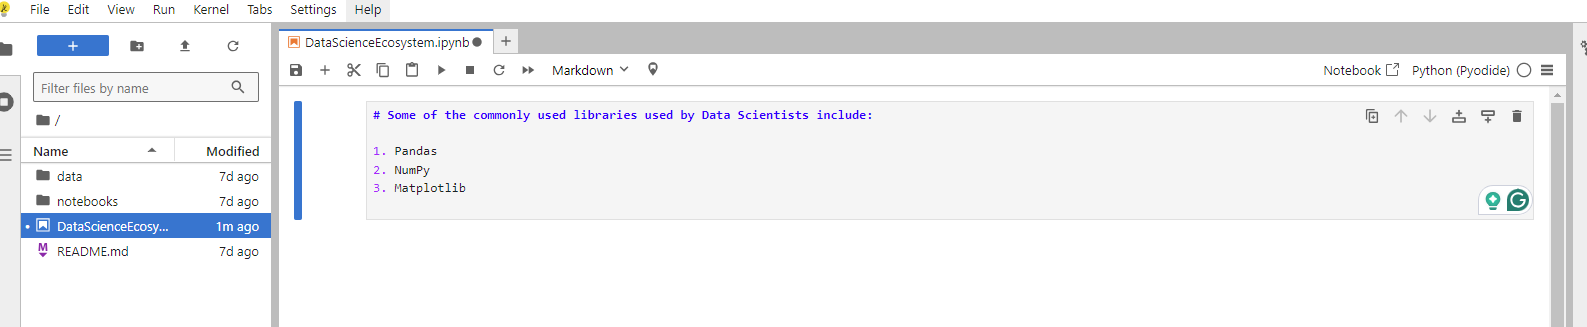 File Edit View Run Kernel Tabs Settings Help
+
Filter files by name
/
Name Modified
data 7d ago
notebooks 7d ago
DataScienceEcosy... 1m ago
README.md 7d ago
DataScienceEcosystem.ipynb
Markdown
Notebook Python (Pyodide)
# Some of the commonly used libraries used by Data Scientists include:
1. Pandas
2. NumPy
3. Matplotlib